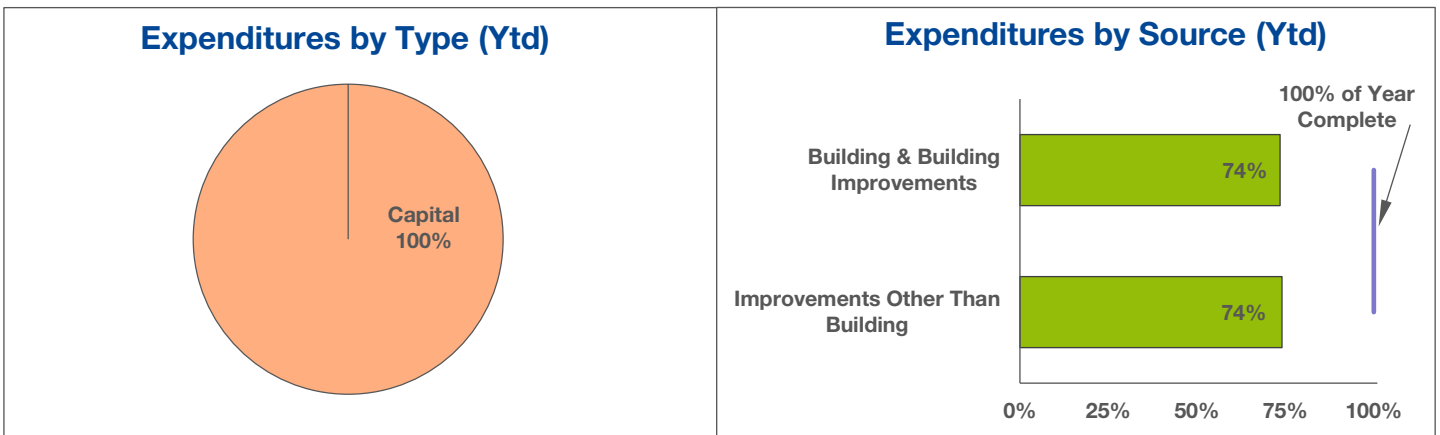 Expenditures by Type (Ytd)
Capital
100%
Expenditures by Source (Ytd)
100% of Year
Complete
Building & Building
Improvements
74%
Improvements Other Than
Building
74%
0% 25% 50% 75% 100%